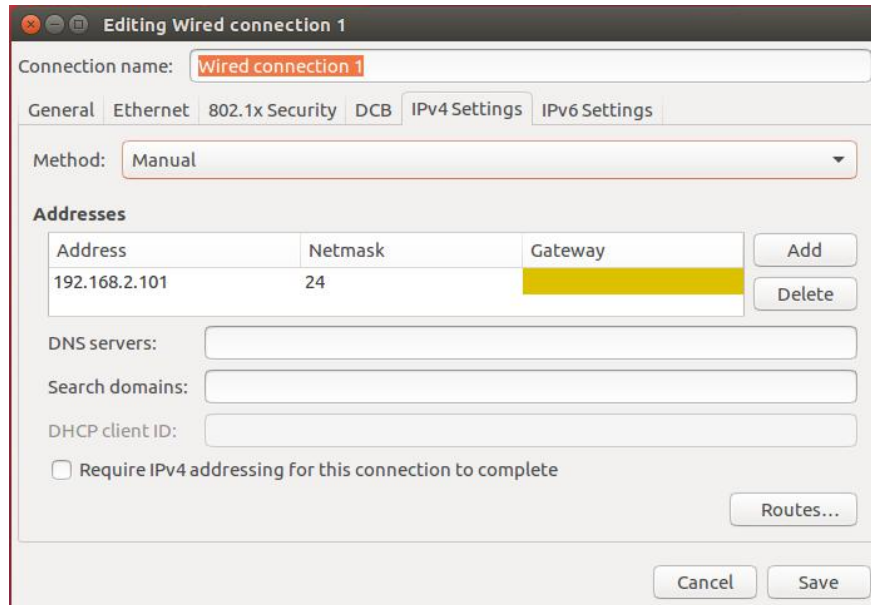 Editing Wired connection 1
Connection name: Wired connection 1
General Ethernet 802.1x Security DCB IPv4 Settings IPv6 Settings
Method: Manual
Addresses
Address Netmask Gateway Add
192.168.2.101 24
Delete
DNS servers:
Search domains:
DHCP client ID:
Require IPv4 addressing for this connection to complete
Routes...
Cancel Save